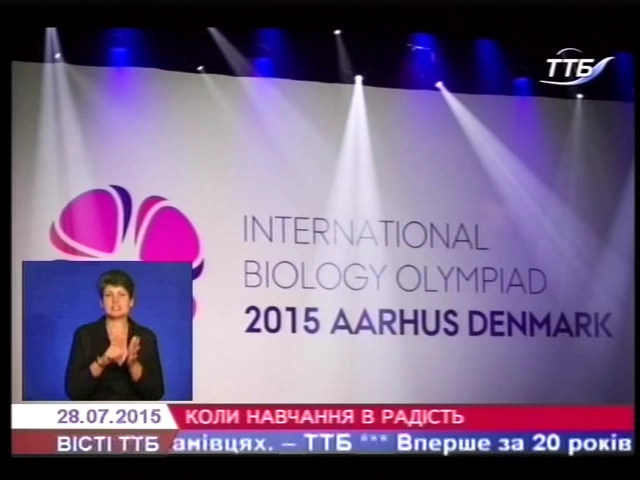 ТТБ
INTERNATIONAL
BIOLOGY OLYMPIAD
2015 AARHUS DENMARK
28.07.2015 КОЛИ НАВЧАННЯ В РАДІСТЬ
ВІСТІ ТТБ анівцях. – ТТБ *** Вперше за 20 років